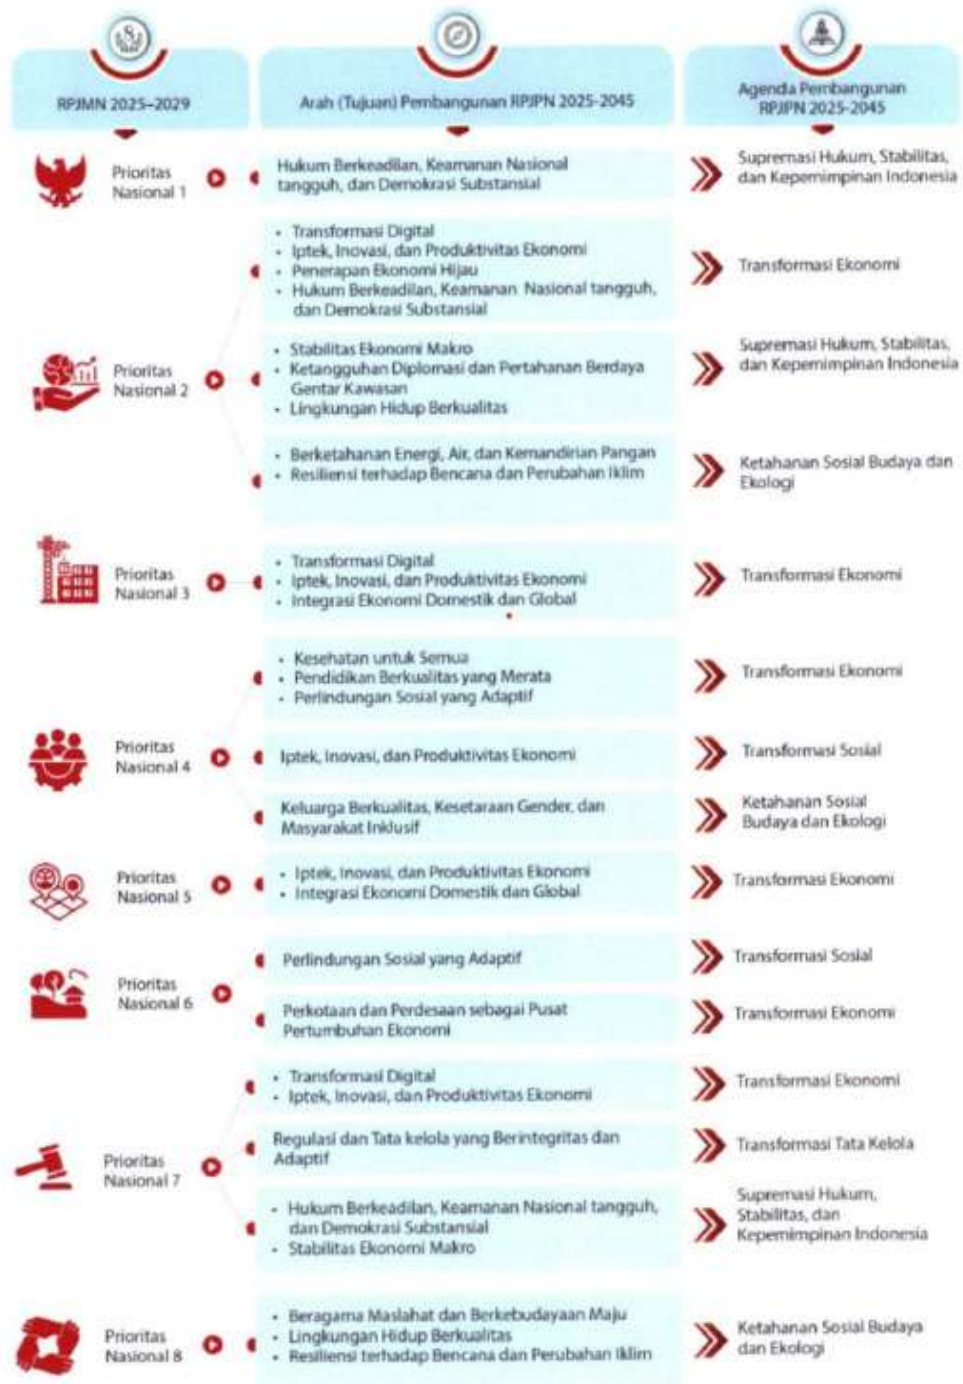 RPJMN 2025–2029
Arah (Tujuan) Pembangunan RPJPN 2025-2045
Agenda Pembangunan
RPJPN 2025-2045
Prioritas
Nasional 1
Hukum Berkeadilan, Keamanan Nasional
tangguh, dan Demokrasi Substansial
Supremasi Hukum, Stabilitas,
dan Kepemimpinan Indonesia
Prioritas
Nasional 2
• Transformasi Digital
• Iptek, Inovasi, dan Produktivitas Ekonomi
• Penerapan Ekonomi Hijau
• Hukum Berkeadilan, Keamanan Nasional tangguh,
dan Demokrasi Substansial
Transformasi Ekonomi
• Stabilitas Ekonomi Makro
• Ketangguhan Diplomasi dan Pertahanan Berdaya
Gentar Kawasan
• Lingkungan Hidup Berkualitas
Supremasi Hukum, Stabilitas,
dan Kepemimpinan Indonesia
• Berketahanan Energi, Air, dan Kemandirian Pangan
• Resiliensi terhadap Bencana dan Perubahan Iklim
Ketahanan Sosial Budaya dan
Ekologi
Prioritas
Nasional 3
• Transformasi Digital
• Iptek, Inovasi, dan Produktivitas Ekonomi
• Integrasi Ekonomi Domestik dan Global
Transformasi Ekonomi
Prioritas
Nasional 4
• Kesehatan untuk Semua
• Pendidikan Berkualitas yang Merata
• Perlindungan Sosial yang Adaptif
Transformasi Ekonomi
Iptek, Inovasi, dan Produktivitas Ekonomi
Transformasi Sosial
Keluarga Berkualitas, Kesetaraan Gender, dan
Masyarakat Inklusif
Ketahanan Sosial
Budaya dan Ekologi
Prioritas
Nasional 5
• Iptek, Inovasi, dan Produktivitas Ekonomi
• Integrasi Ekonomi Domestik dan Global
Transformasi Ekonomi
Prioritas
Nasional 6
Perlindungan Sosial yang Adaptif
Transformasi Sosial
Perkotaan dan Perdesaan sebagai Pusat
Pertumbuhan Ekonomi
Transformasi Ekonomi
Prioritas
Nasional 7
• Transformasi Digital
• Iptek, Inovasi, dan Produktivitas Ekonomi
Transformasi Ekonomi
Regulasi dan Tata kelola yang Berintegritas dan
Adaptif
Transformasi Tata Kelola
• Hukum Berkeadilan, Keamanan Nasional tangguh,
dan Demokrasi Substansial
• Stabilitas Ekonomi Makro
Supremasi Hukum,
Stabilitas, dan
Kepemimpinan Indonesia
Prioritas
Nasional 8
• Beragama Maslahat dan Berkebudayaan Maju
• Lingkungan Hidup Berkualitas
• Resiliensi terhadap Bencana dan Perubahan Iklim
Ketahanan Sosial Budaya
dan Ekologi